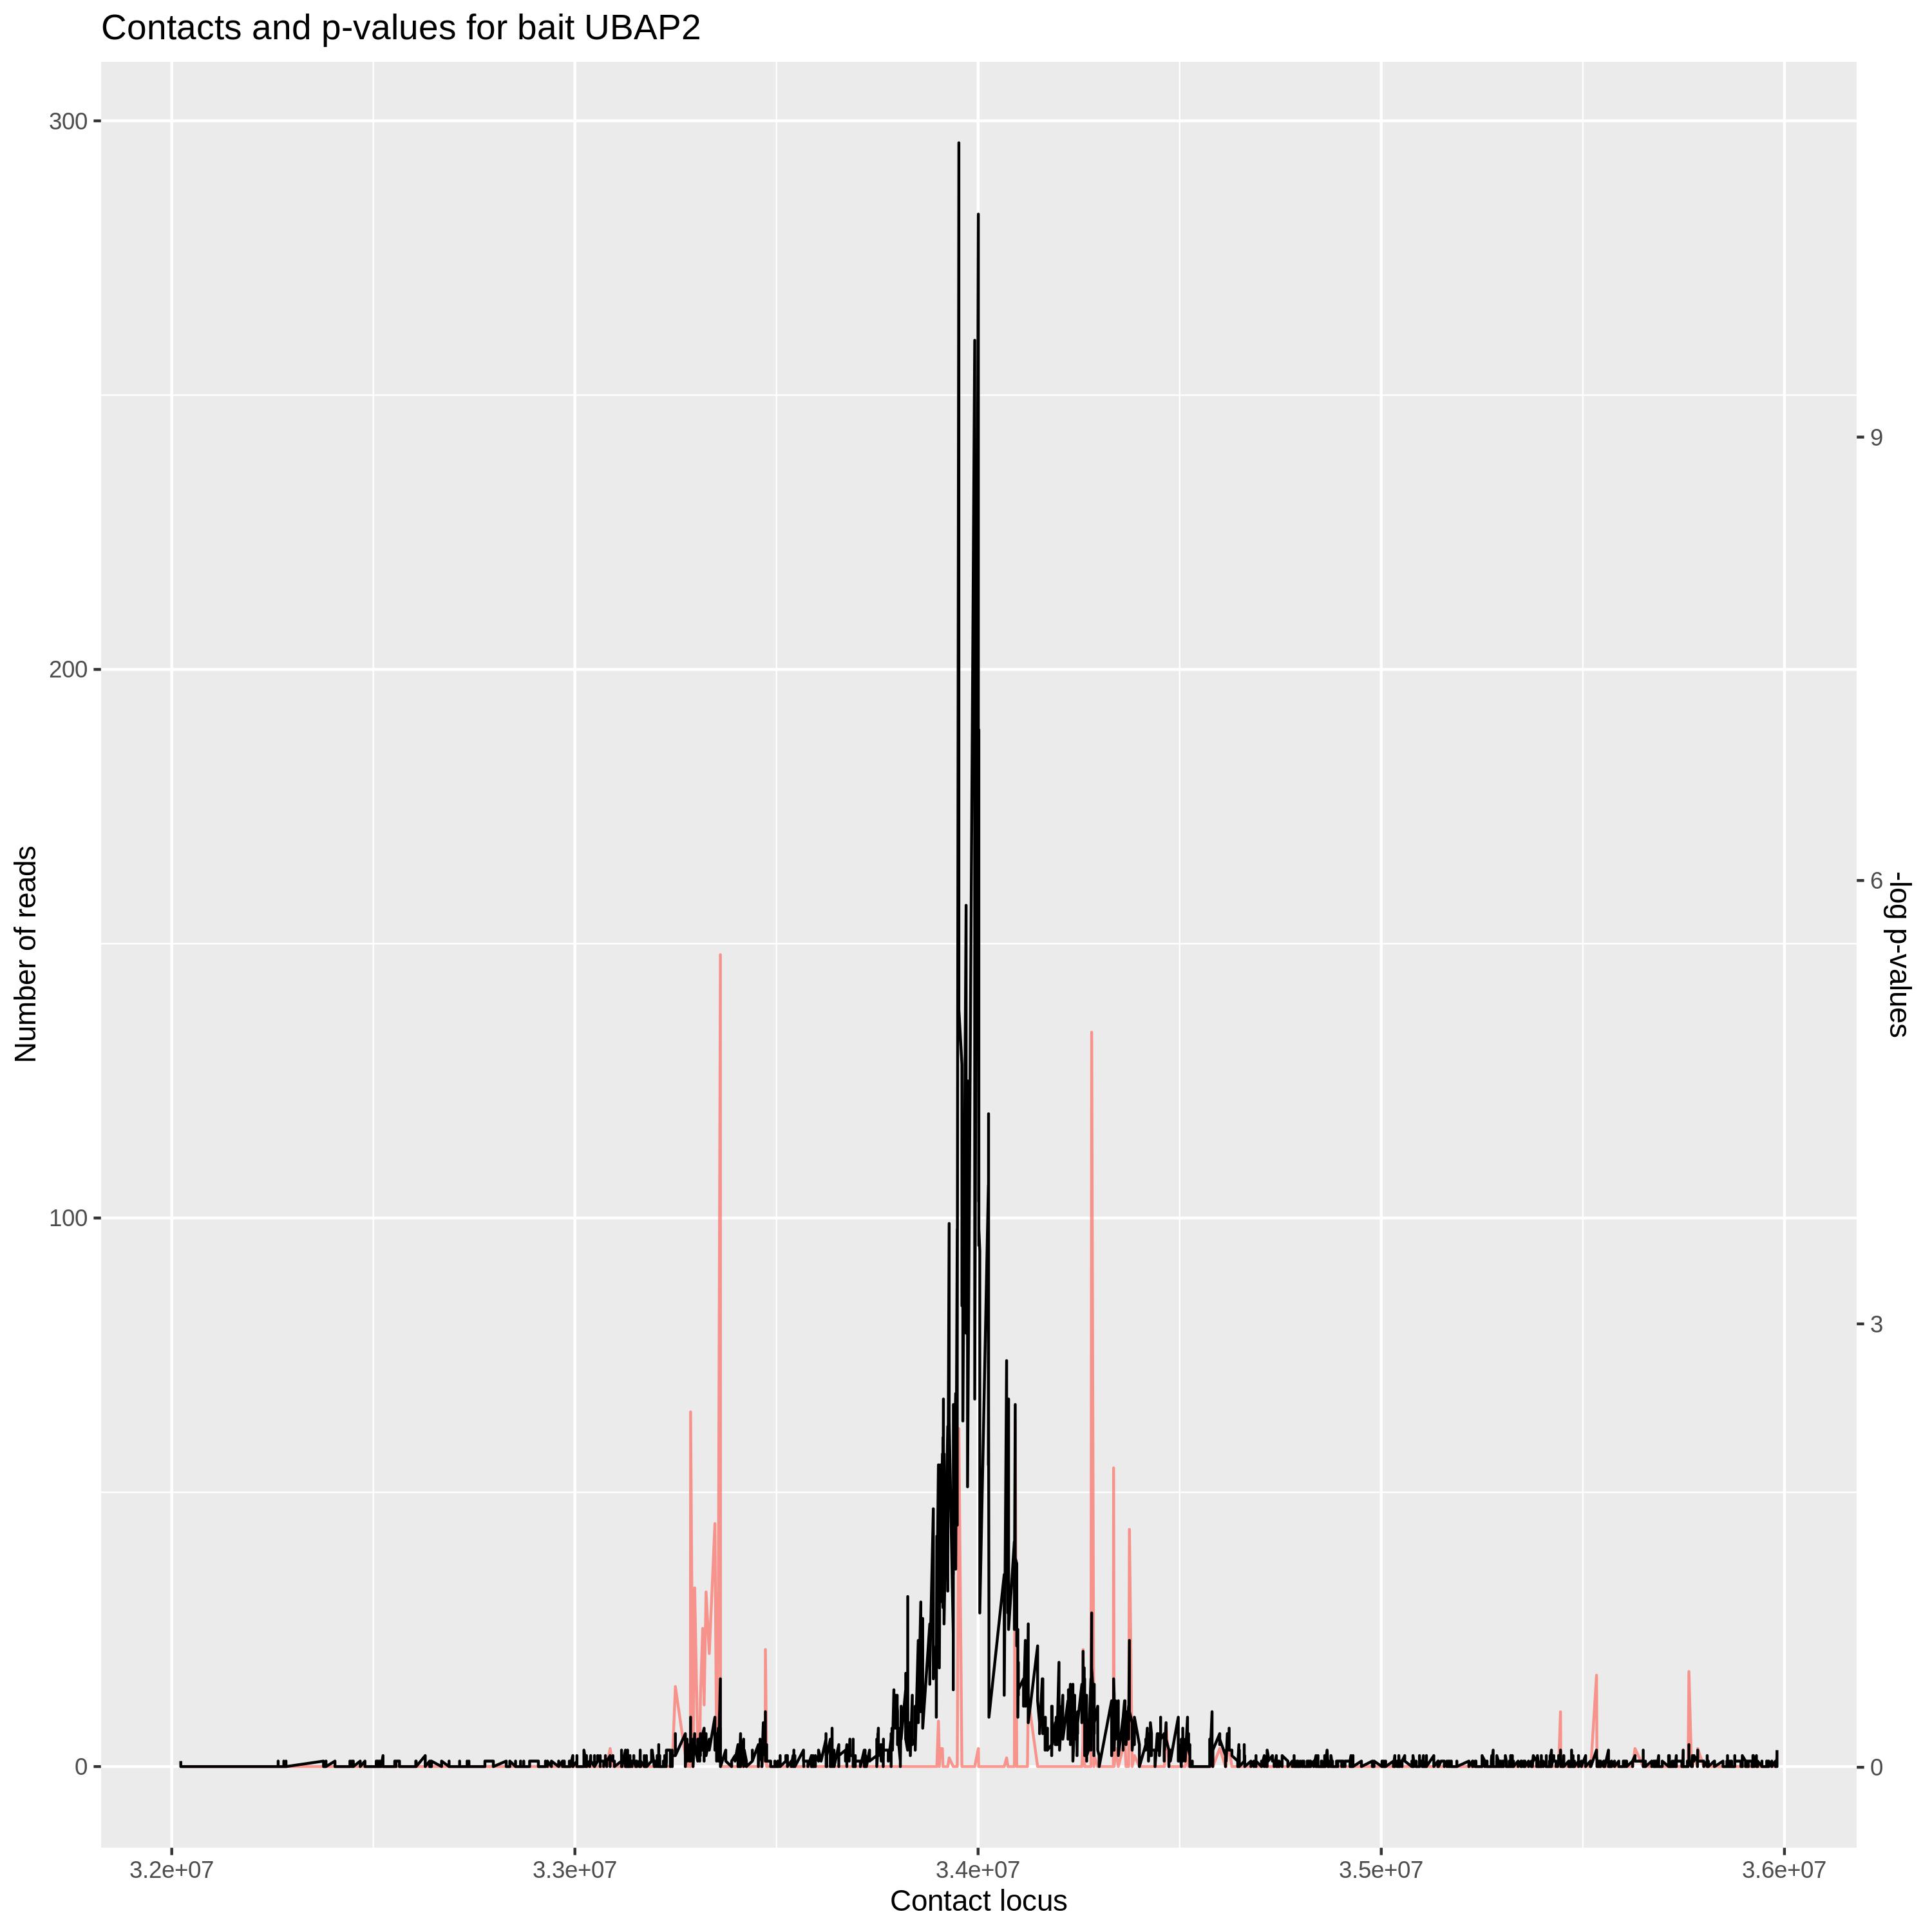 Contacts and p-values for bait UBAP2
300
200
100
0
Number of reads
9
6
3
0
-log p-values
3.2e+07 3.3e+07 3.4e+07 3.5e+07 3.6e+07
Contact locus